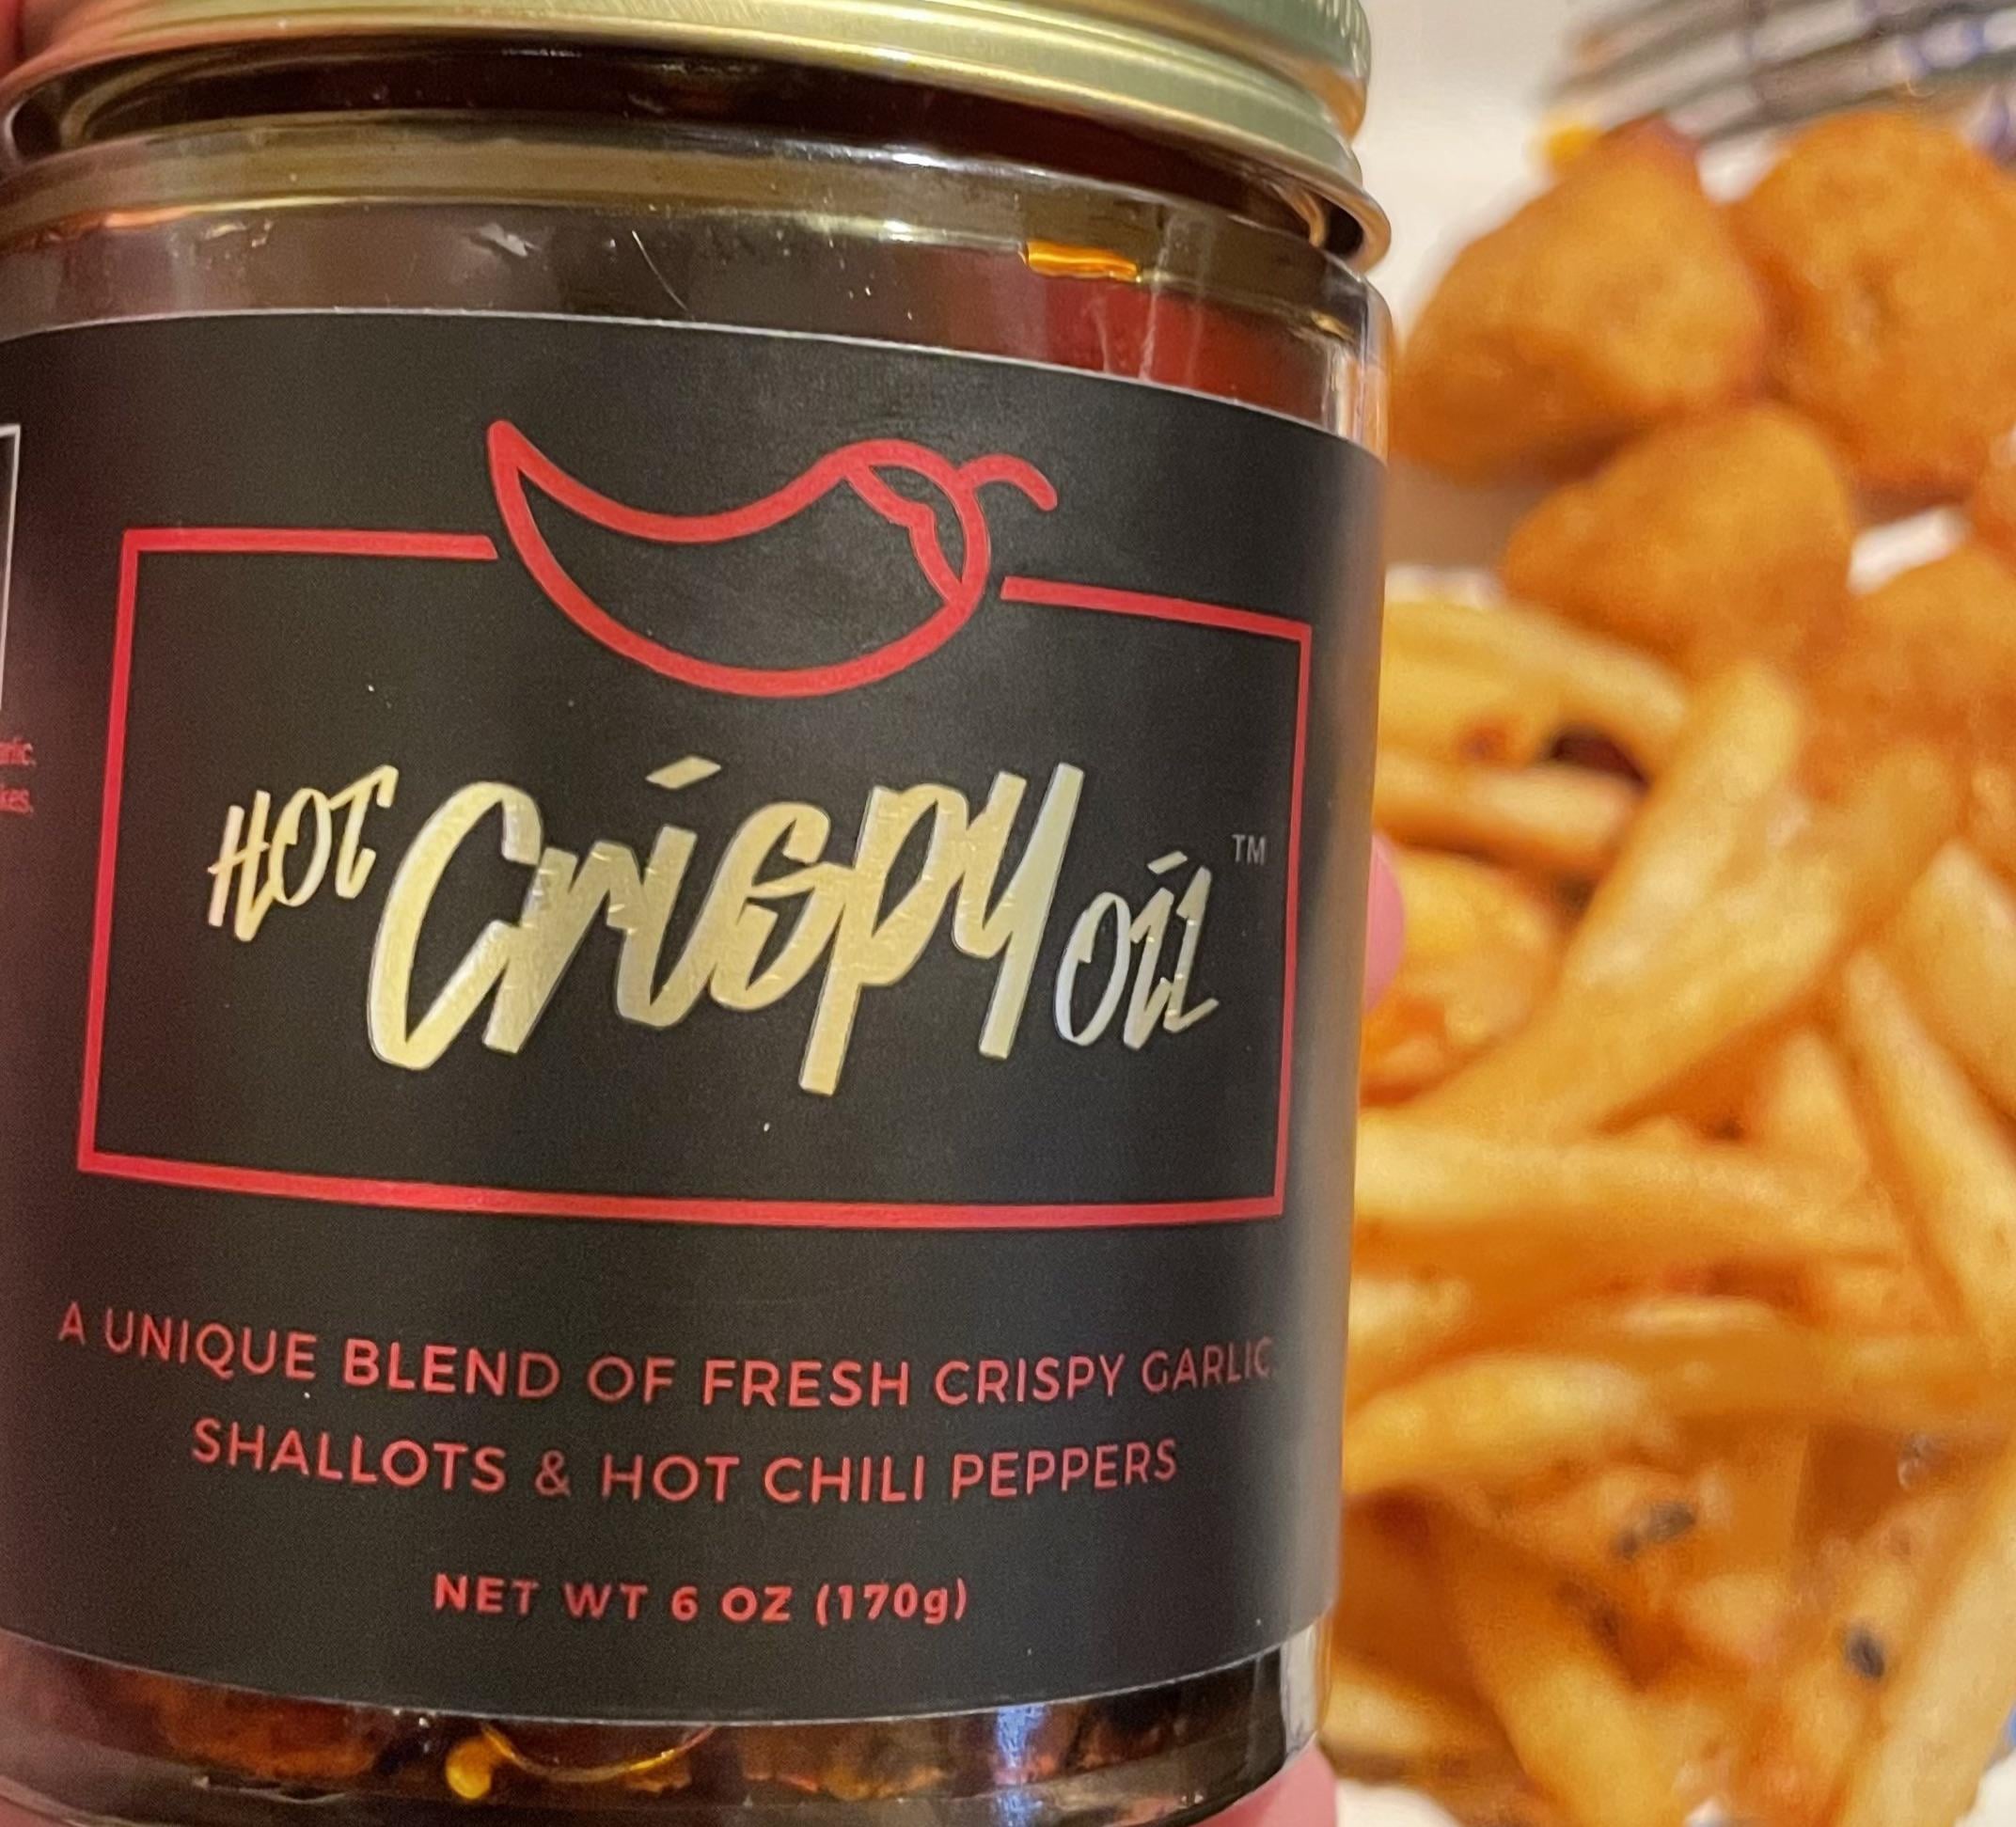 HOT Crispy OIL ™
A UNIQUE BLEND OF FRESH CRISPY GARLIC,
SHALLOTS & HOT CHILI PEPPERS
NET WT 6 OZ (170g)